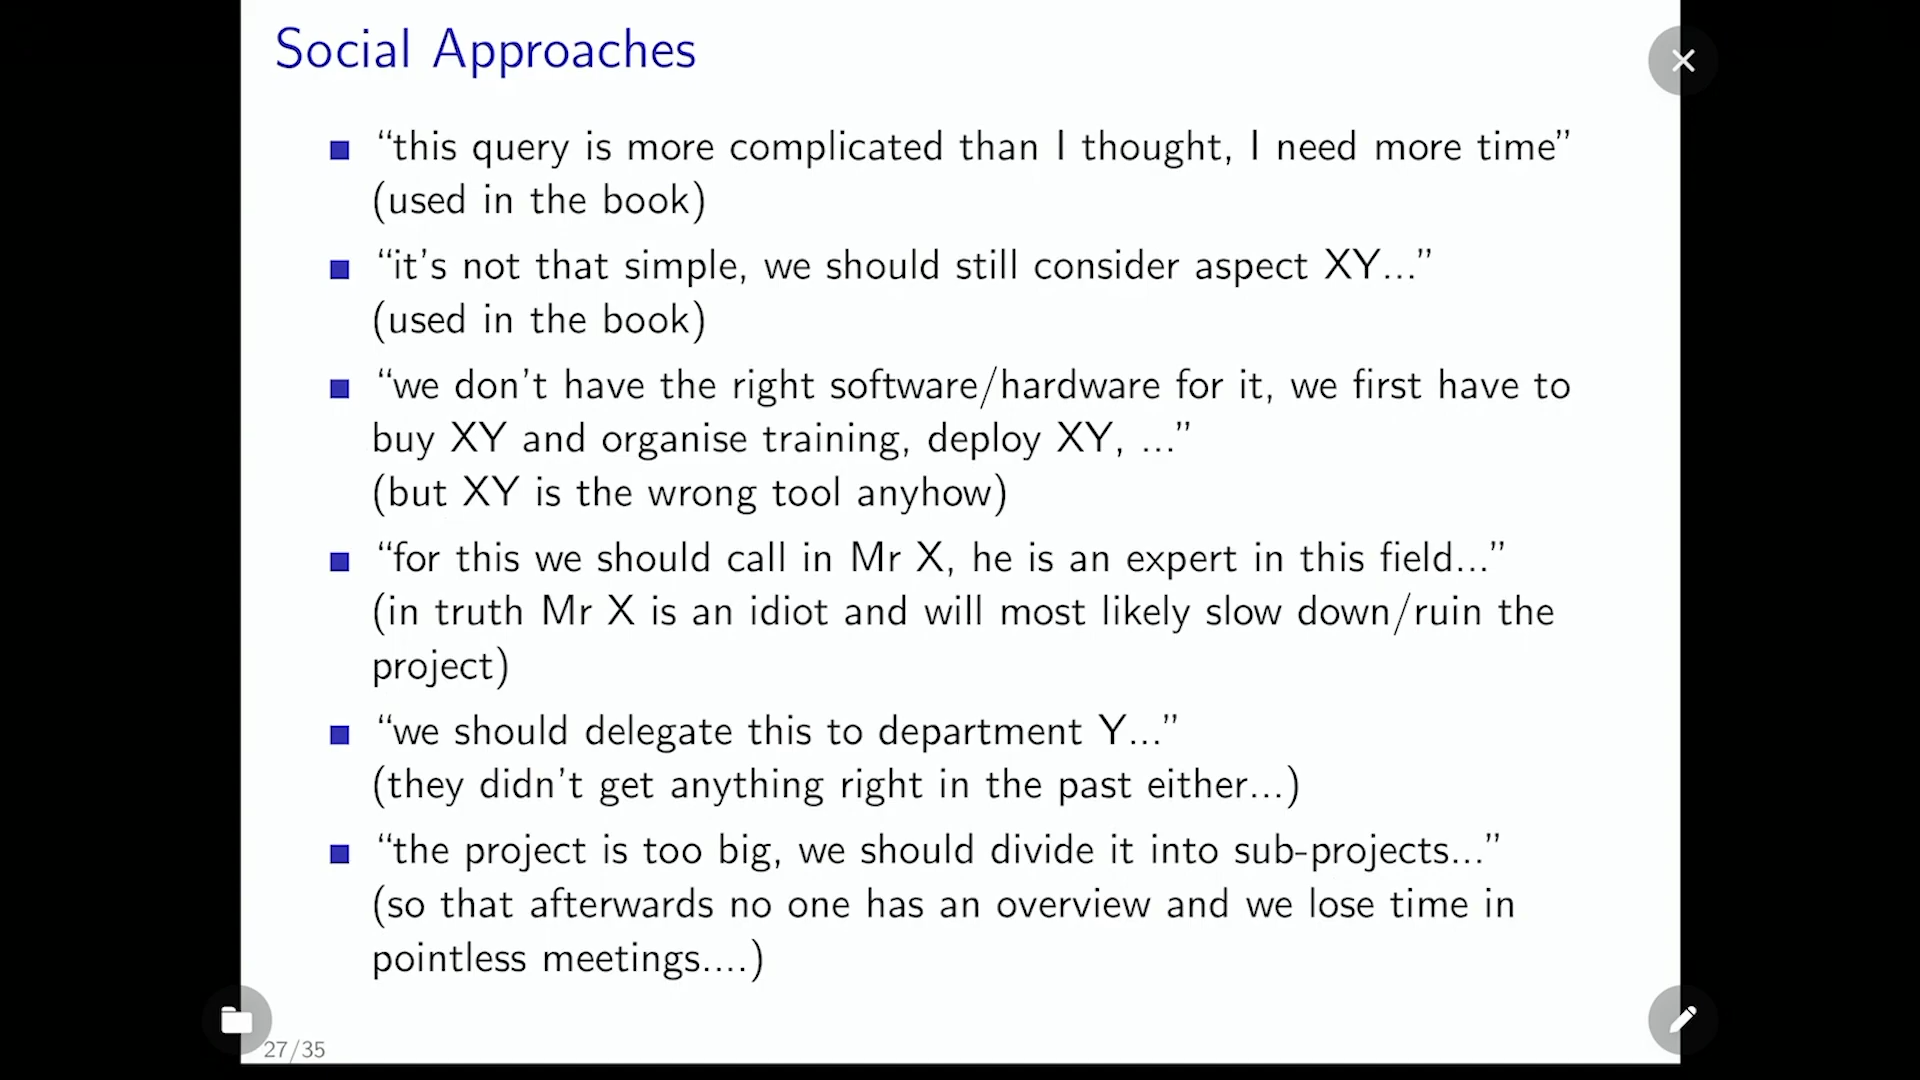 Social Approaches
“this query is more complicated than I thought, I need more time”
(used in the book)
“it’s not that simple, we should still consider aspect XY...”
(used in the book)
“we don’t have the right software/hardware for it, we first have to
buy XY and organise training, deploy XY, ...”
(but XY is the wrong tool anyhow)
“for this we should call in Mr X, he is an expert in this field...”
(in truth Mr X is an idiot and will most likely slow down/ruin the
project)
“we should delegate this to department Y...”
(they didn’t get anything right in the past either...)
“the project is too big, we should divide it into sub-projects...”
(so that afterwards no one has an overview and we lose time in
pointless meetings....)
27/35